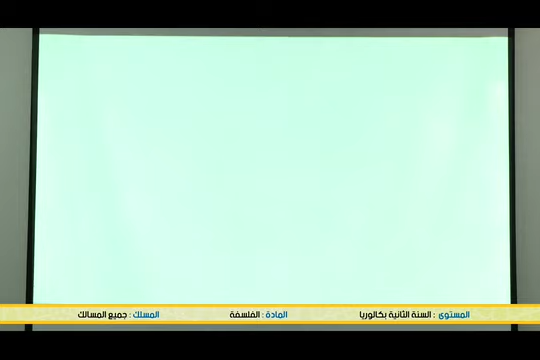 المستوى : السنة الثانية بكالوريا المادة : الفلسفة المسلك : جميع المسالك